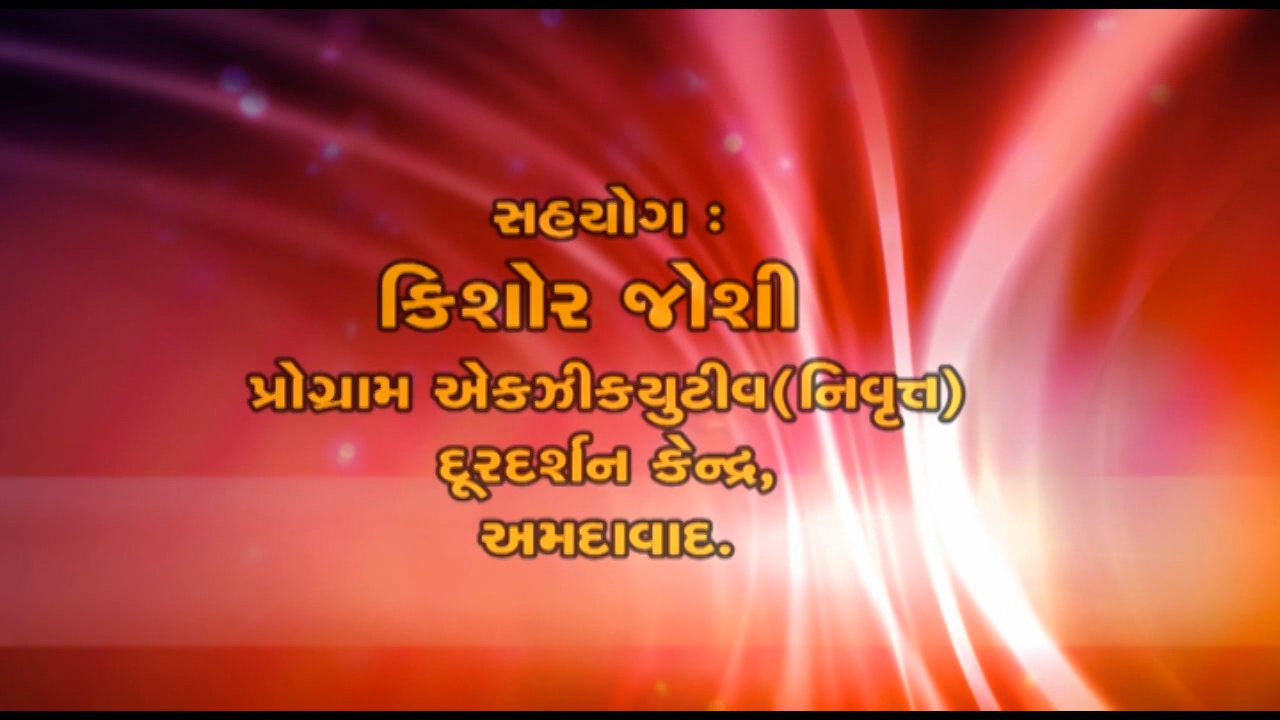 સહયોગ :
કિશોર જોશી
પ્રોગ્રામ એકઝીકયુટીવ(નિવૃત્ત)
દૂરદર્શન કેન્દ્ર,
અમદાવાદ.